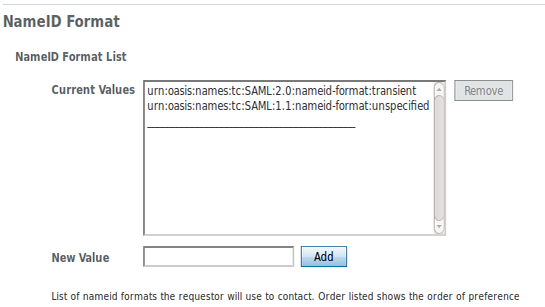 NameID Format
NameID Format List
Current Values
urn:oasis:names:tc:SAML:2.0:nameid-format:transient
urn:oasis:names:tc:SAML:1.1:nameid-format:unspecified
Remove
New Value
Add
List of nameid formats the requestor will use to contact. Order listed shows the order of preference